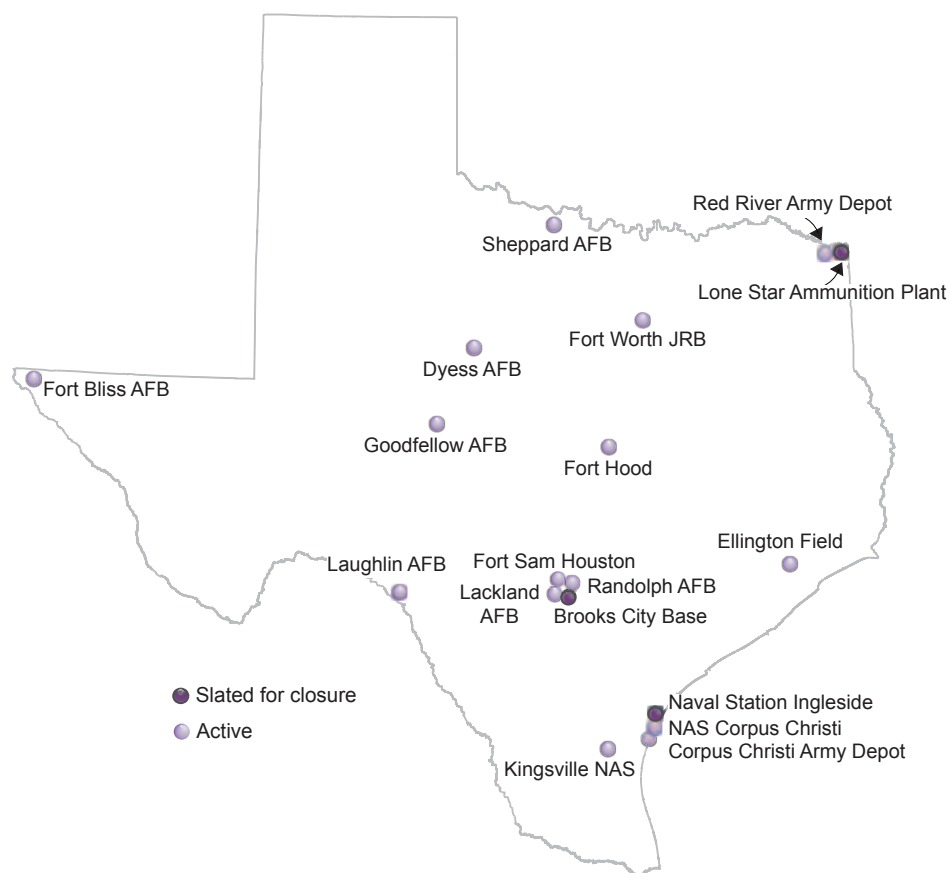 Red River Army Depot
Sheppard AFB
Lone Star Ammunition Plant
Fort Worth JRB
Dyess AFB
Fort Bliss AFB
Goodfellow AFB
Fort Hood
Ellington Field
Fort Sam Houston
Laughlin AFB
Randolph AFB
Lackland
AFB
Brooks City Base
Slated for closure
Active
Naval Station Ingleside
NAS Corpus Christi
Corpus Christi Army Depot
Kingsville NAS